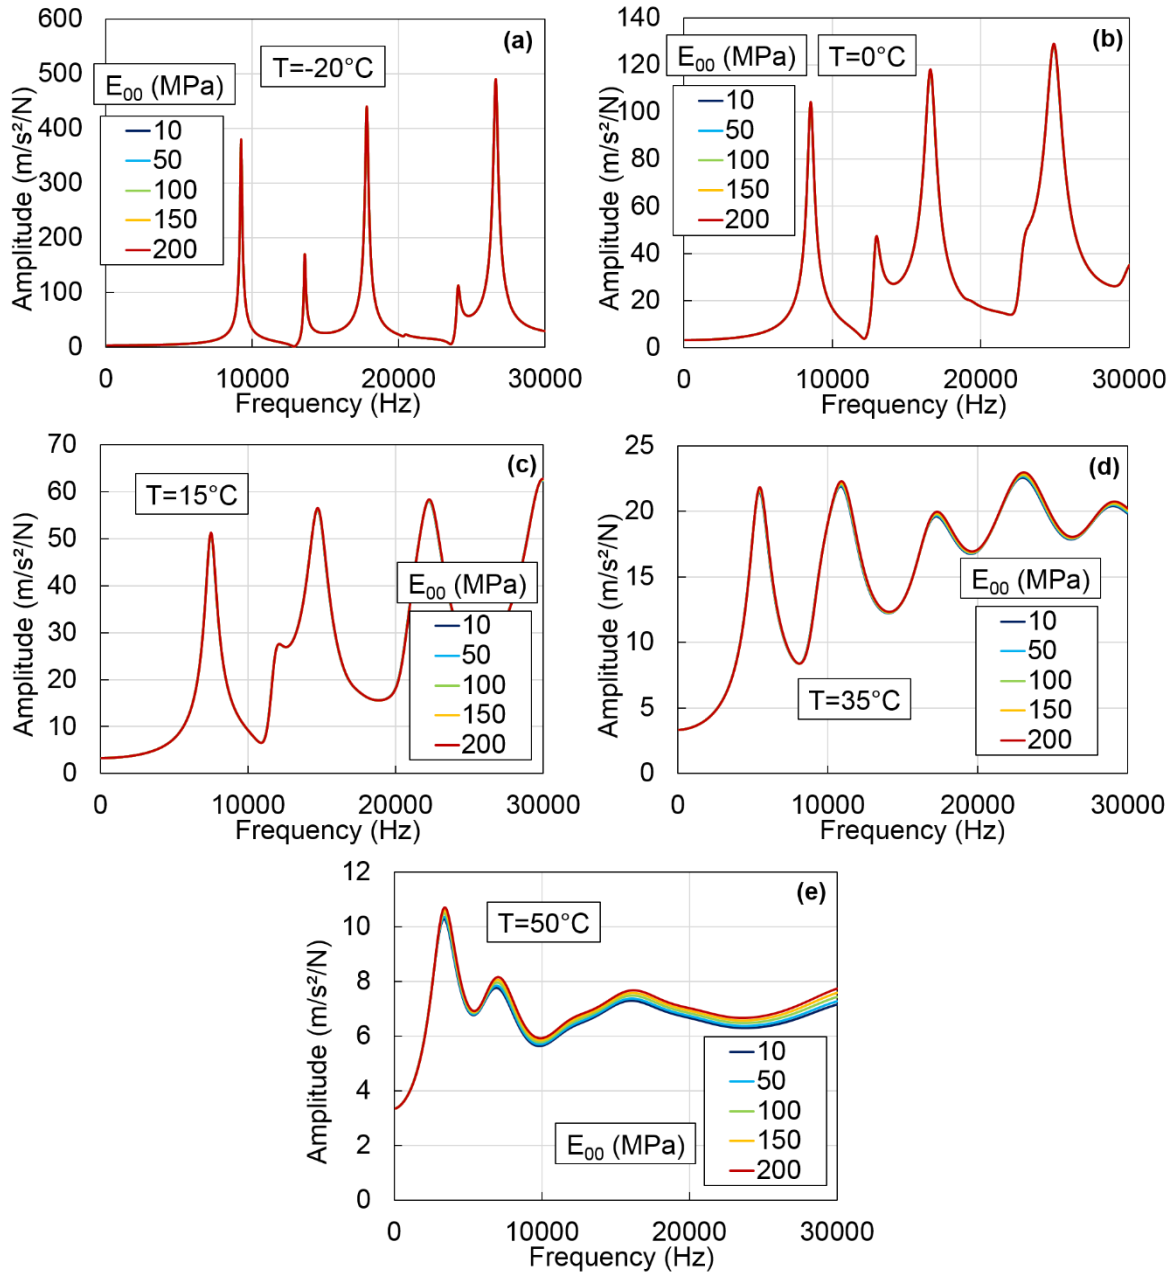 (a)
T=-20°C
E₀₀ (MPa)
10
50
100
150
200
Amplitude (m/s²/N)
600
500
400
300
200
100
0
0 10000 20000 30000
Frequency (Hz)
(b)
E₀₀ (MPa)
T=0°C
10
50
100
150
200
Amplitude (m/s²/N)
140
120
100
80
60
40
20
0
0 10000 20000 30000
Frequency (Hz)
(c)
T=15°C
E₀₀ (MPa)
10
50
100
150
200
Amplitude (m/s²/N)
70
60
50
40
30
20
10
0
0 10000 20000 30000
Frequency (Hz)
(d)
E₀₀ (MPa)
T=35°C
10
50
100
150
200
Amplitude (m/s²/N)
25
20
15
10
5
0
0 10000 20000 30000
Frequency (Hz)
(e)
T=50°C
E₀₀ (MPa)
10
50
100
150
200
Amplitude (m/s²/N)
12
10
8
6
4
2
0
0 10000 20000 30000
Frequency (Hz)